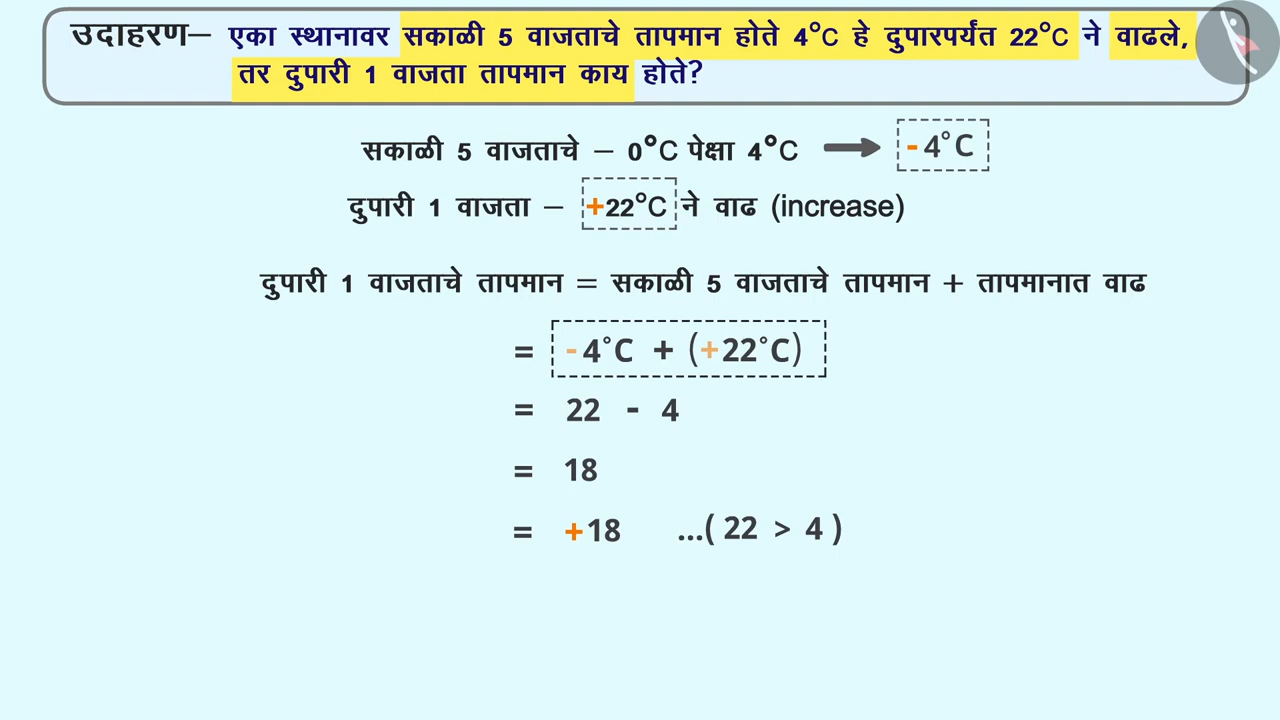 उदाहरण– एका स्थानावर सकाळी 5 वाजताचे तापमान होते 4°C हे दुपारपर्यंत 22°C ने वाढले,
तर दुपारी 1 वाजता तापमान काय होते?
सकाळी 5 वाजताचे – 0°C पेक्षा 4°C → -4°C
दुपारी 1 वाजता – +22°C ने वाढ (increase)
दुपारी 1 वाजताचे तापमान = सकाळी 5 वाजताचे तापमान + तापमानात वाढ
= -4°C + (+22°C)
= 22 - 4
= 18
= +18 ...( 22 > 4 )